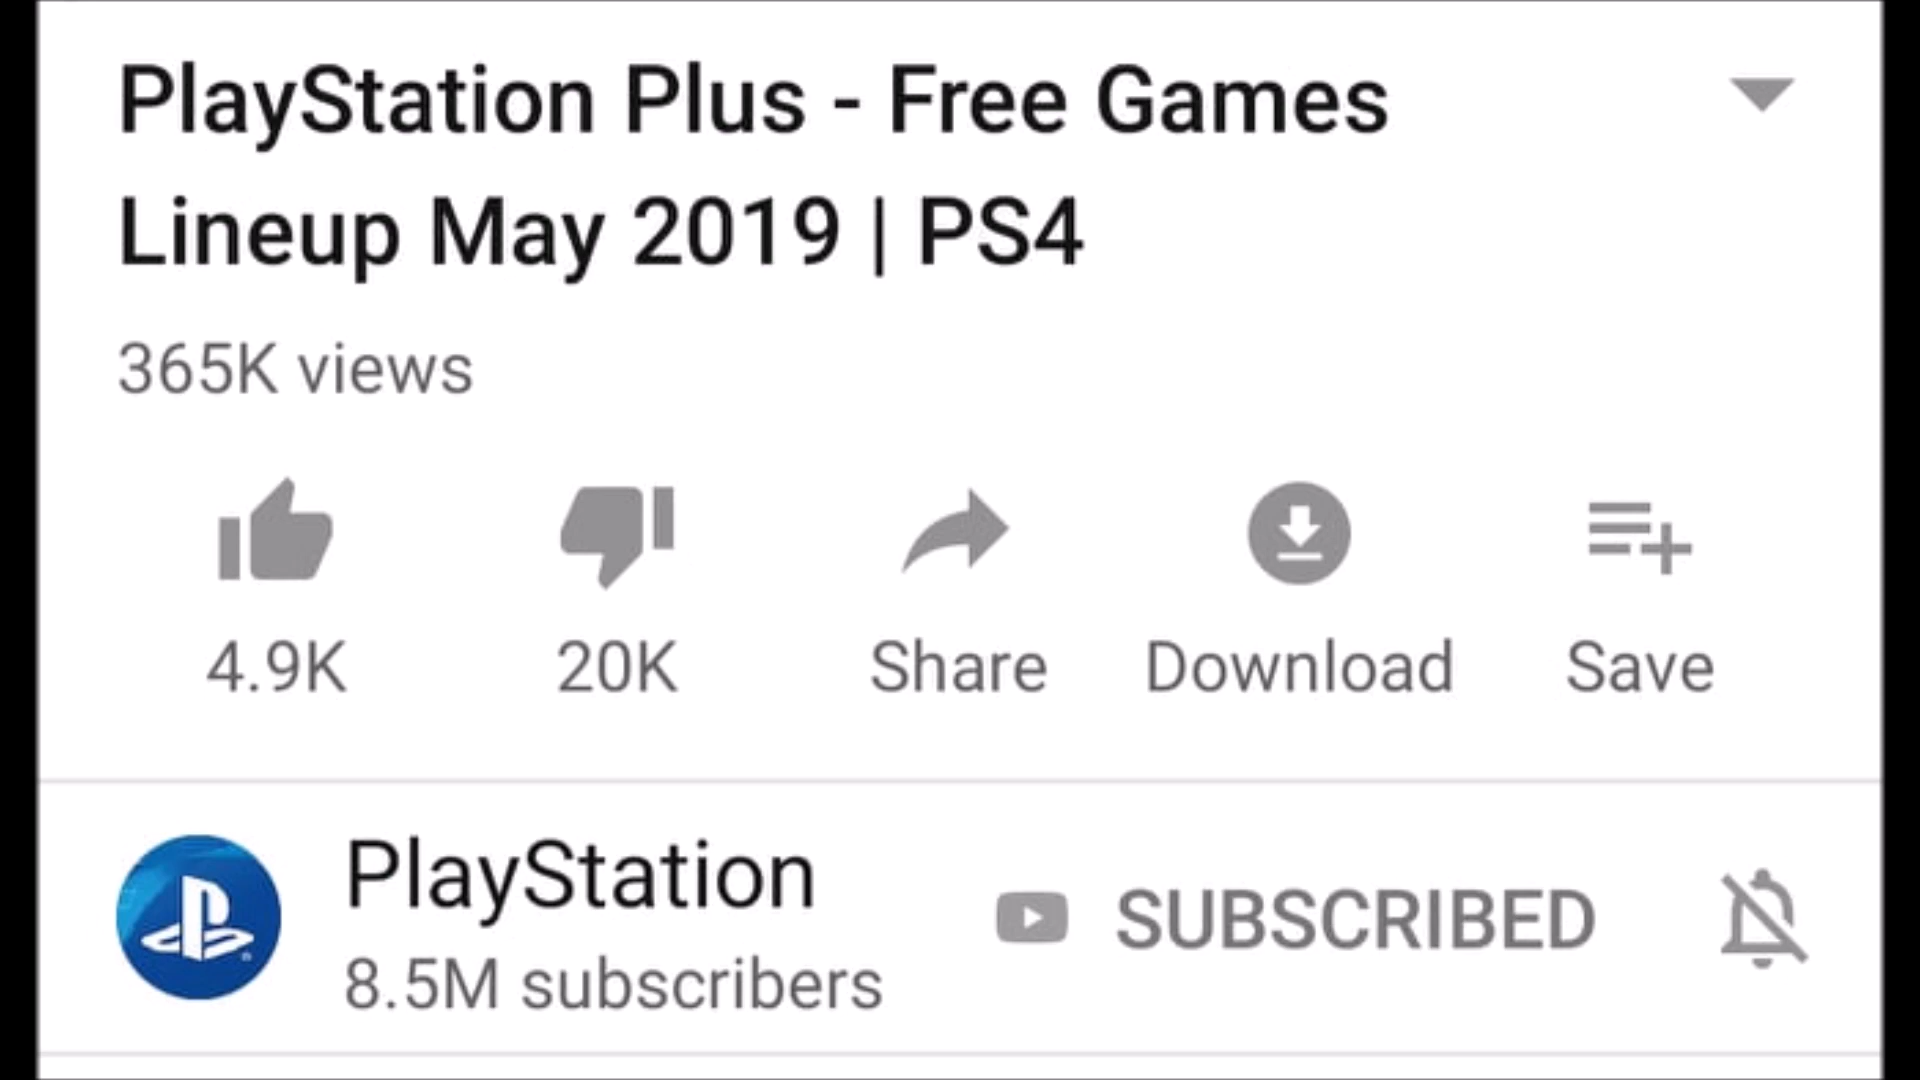 PlayStation Plus - Free Games
Lineup May 2019 | PS4
365K views
4.9K
20K
Share
Download
Save
PlayStation
8.5M subscribers
SUBSCRIBED